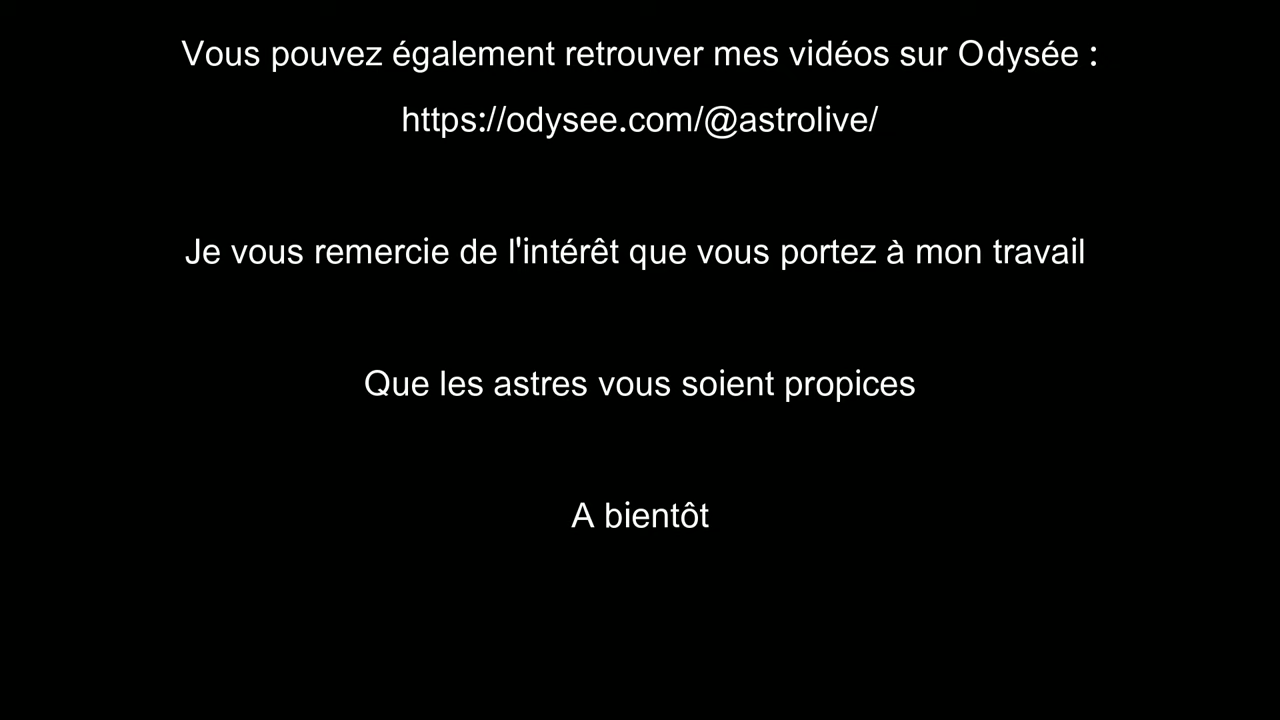 Vous pouvez également retrouver mes vidéos sur Odysée :
https://odysee.com/@astrolive/
Je vous remercie de l'intérêt que vous portez à mon travail
Que les astres vous soient propices
A bientôt